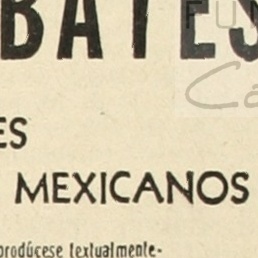 BATES
ES
MEXICANOS
prodúcese textualmente-